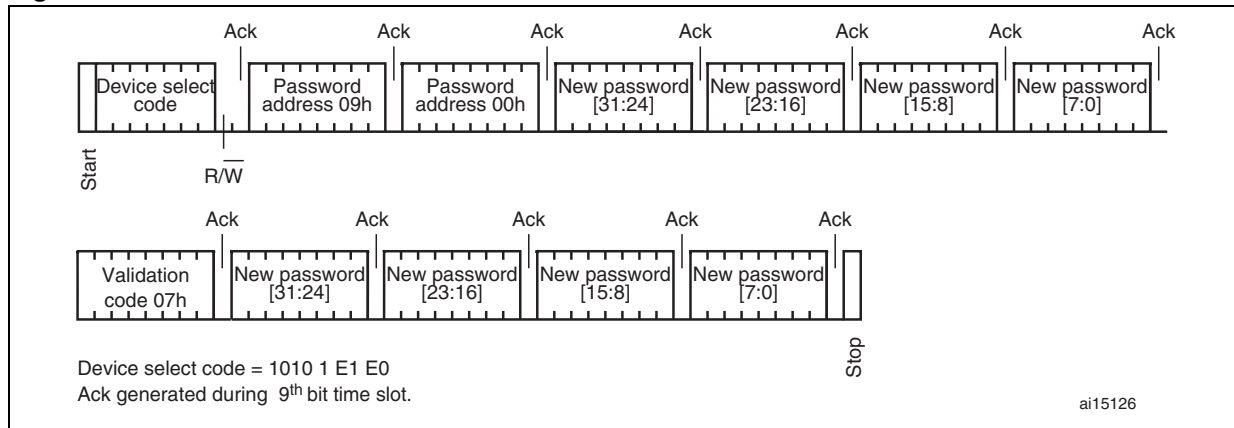 Ack Ack Ack Ack Ack Ack Ack
Device select code
Password address 09h
Password address 00h
New password [31:24]
New password [23:16]
New password [15:8]
New password [7:0]
Start
R/W̅
Ack Ack Ack Ack Ack
Validation code 07h
New password [31:24]
New password [23:16]
New password [15:8]
New password [7:0]
Stop
Device select code = 1010 1 E1 E0
Ack generated during 9th bit time slot.
ai15126